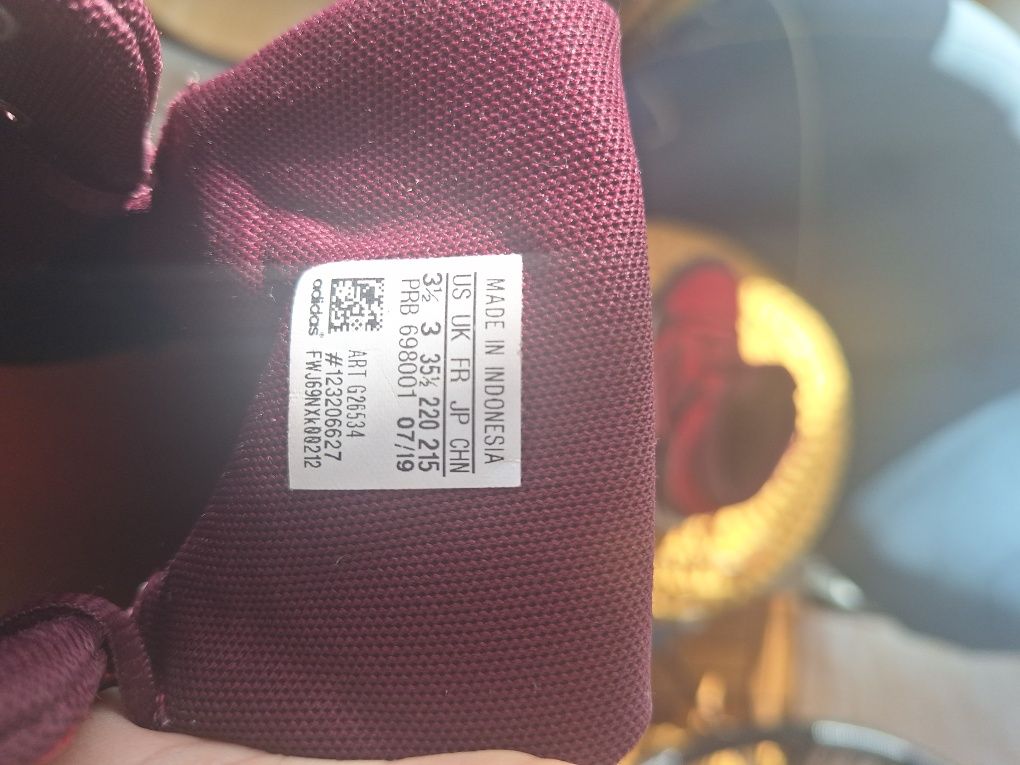 MADE IN INDONESIA
US UK FR JP CHN
3½ 3 35½ 220 215
PRB 698001 07/19
ART G26534
#123206627
adidas® FWJ69NXk00212